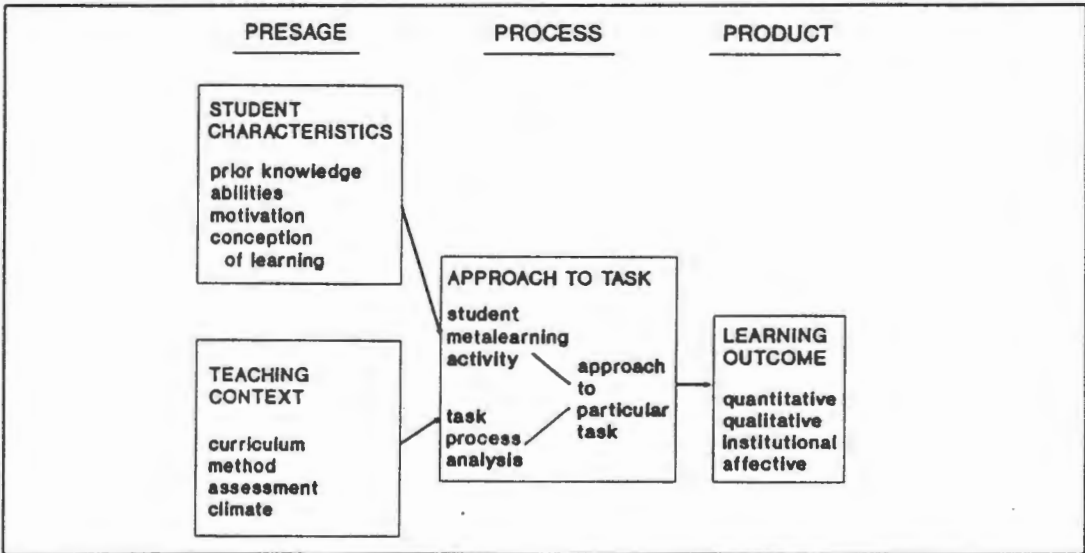 PRESAGE
PROCESS
PRODUCT
STUDENT
CHARACTERISTICS
prior knowledge
abilities
motivation
conception
of learning
TEACHING
CONTEXT
curriculum
method
assessment
climate
APPROACH TO TASK
student
metalearning
activity
task
process
analysis
approach
to
particular
task
LEARNING
OUTCOME
quantitative
qualitative
institutional
affective